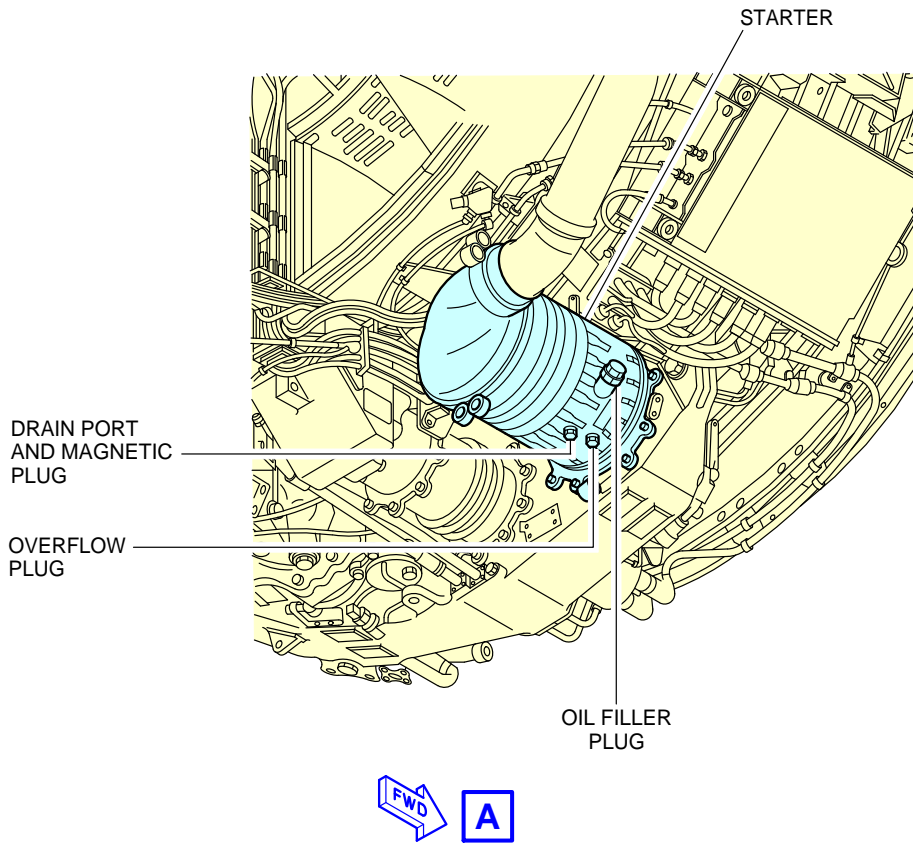 STARTER
DRAIN PORT
AND MAGNETIC
PLUG
OVERFLOW
PLUG
OIL FILLER
PLUG
FWD
A